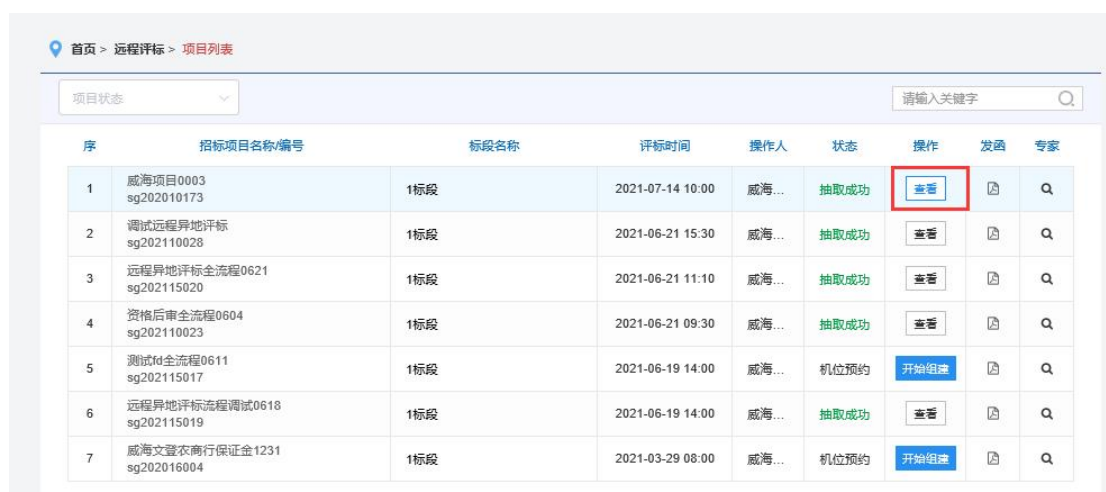 首页 > 远程评标 > 项目列表
项目状态 请输入关键字
序 招标项目名称/编号 标段名称 评标时间 操作人 状态 操作 发函 专家
1 威海项目0003 1标段 2021-07-14 10:00 威海... 抽取成功 查看
sg202010173
2 调试远程异地评标 1标段 2021-06-21 15:30 威海... 抽取成功 查看
sg202110028
3 远程异地评标全流程0621 1标段 2021-06-21 11:10 威海... 抽取成功 查看
sg202115020
4 资格后审全流程0604 1标段 2021-06-21 09:30 威海... 抽取成功 查看
sg202110023
5 测试fd全流程0611 1标段 2021-06-19 14:00 威海... 机位预约 开始组建
sg202115017
6 远程异地评标流程调试0618 1标段 2021-06-19 14:00 威海... 抽取成功 查看
sg202115019
7 威海文登农商行保证金1231 1标段 2021-03-29 08:00 威海... 机位预约 开始组建
sg202016004